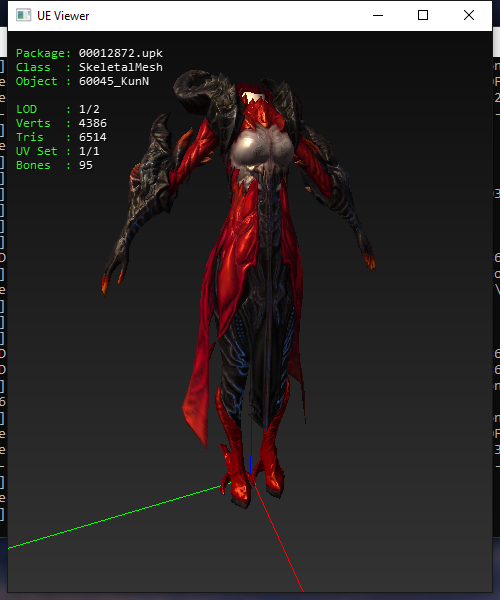 UE Viewer
Package: 00012872.upk
Class : SkeletalMesh
Object : 60045_KunN
LOD : 1/2
Verts : 4386
Tris : 6514
UV Set : 1/1
Bones : 95